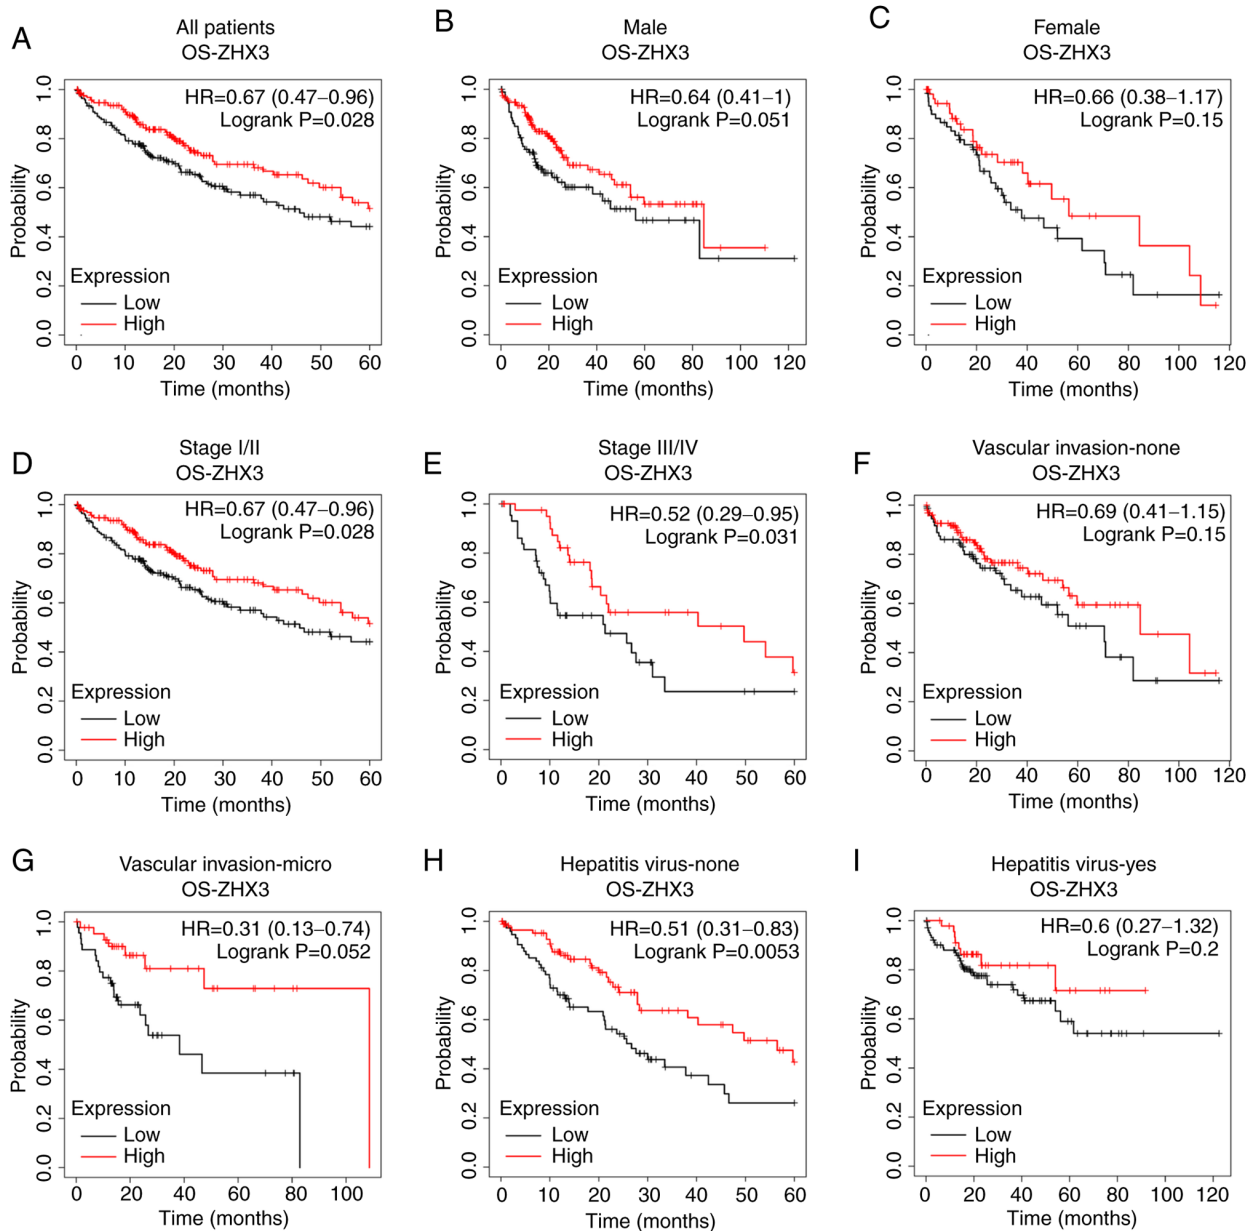 A
All patients
OS-ZHX3
HR=0.67 (0.47–0.96)
Logrank P=0.028
Probability
1.0
0.8
0.6
0.4
0.2
0.0
Expression
Low
High
0 10 20 30 40 50 60
Time (months)
B
Male
OS-ZHX3
HR=0.64 (0.41–1)
Logrank P=0.051
Probability
1.0
0.8
0.6
0.4
0.2
0.0
Expression
Low
High
0 20 40 60 80 100 120
Time (months)
C
Female
OS-ZHX3
HR=0.66 (0.38-1.17)
Logrank P=0.15
Probability
1.0
0.8
0.6
0.4
0.2
0.0
Expression
Low
High
0 20 40 60 80 100 120
Time (months)
D
Stage I/II
OS-ZHX3
HR=0.67 (0.47–0.96)
Logrank P=0.028
Probability
1.0
0.8
0.6
0.4
0.2
0.0
Expression
Low
High
0 10 20 30 40 50 60
Time (months)
E
Stage III/IV
OS-ZHX3
HR=0.52 (0.29–0.95)
Logrank P=0.031
Probability
1.0
0.8
0.6
0.4
0.2
0.0
Expression
Low
High
0 10 20 30 40 50 60
Time (months)
F
Vascular invasion-none
OS-ZHX3
HR=0.69 (0.41–1.15)
Logrank P=0.15
Probability
1.0
0.8
0.6
0.4
0.2
0.0
Expression
Low
High
0 20 40 60 80 100 120
Time (months)
G
Vascular invasion-micro
OS-ZHX3
HR=0.31 (0.13–0.74)
Logrank P=0.052
Probability
1.0
0.8
0.6
0.4
0.2
0.0
Expression
Low
High
0 20 40 60 80 100
Time (months)
H
Hepatitis virus-none
OS-ZHX3
HR=0.51 (0.31–0.83)
Logrank P=0.0053
Probability
1.0
0.8
0.6
0.4
0.2
0.0
Expression
Low
High
0 10 20 30 40 50 60
Time (months)
I
Hepatitis virus-yes
OS-ZHX3
HR=0.6 (0.27–1.32)
Logrank P=0.2
Probability
1.0
0.8
0.6
0.4
0.2
0.0
Expression
Low
High
0 20 40 60 80 100 120
Time (months)